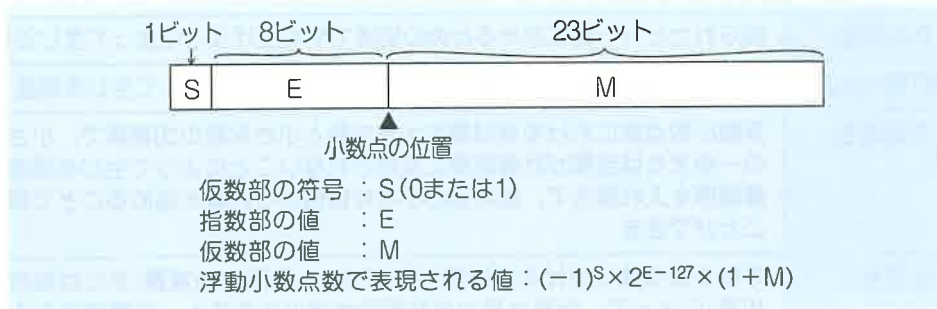 1ビット 8ビット 23ビット
S E M
小数点の位置
仮数部の符号：S(0または1)
指数部の値：E
仮数部の値：M
浮動小数点数で表現される値：(－1)^S×2^E－127×(1＋M)